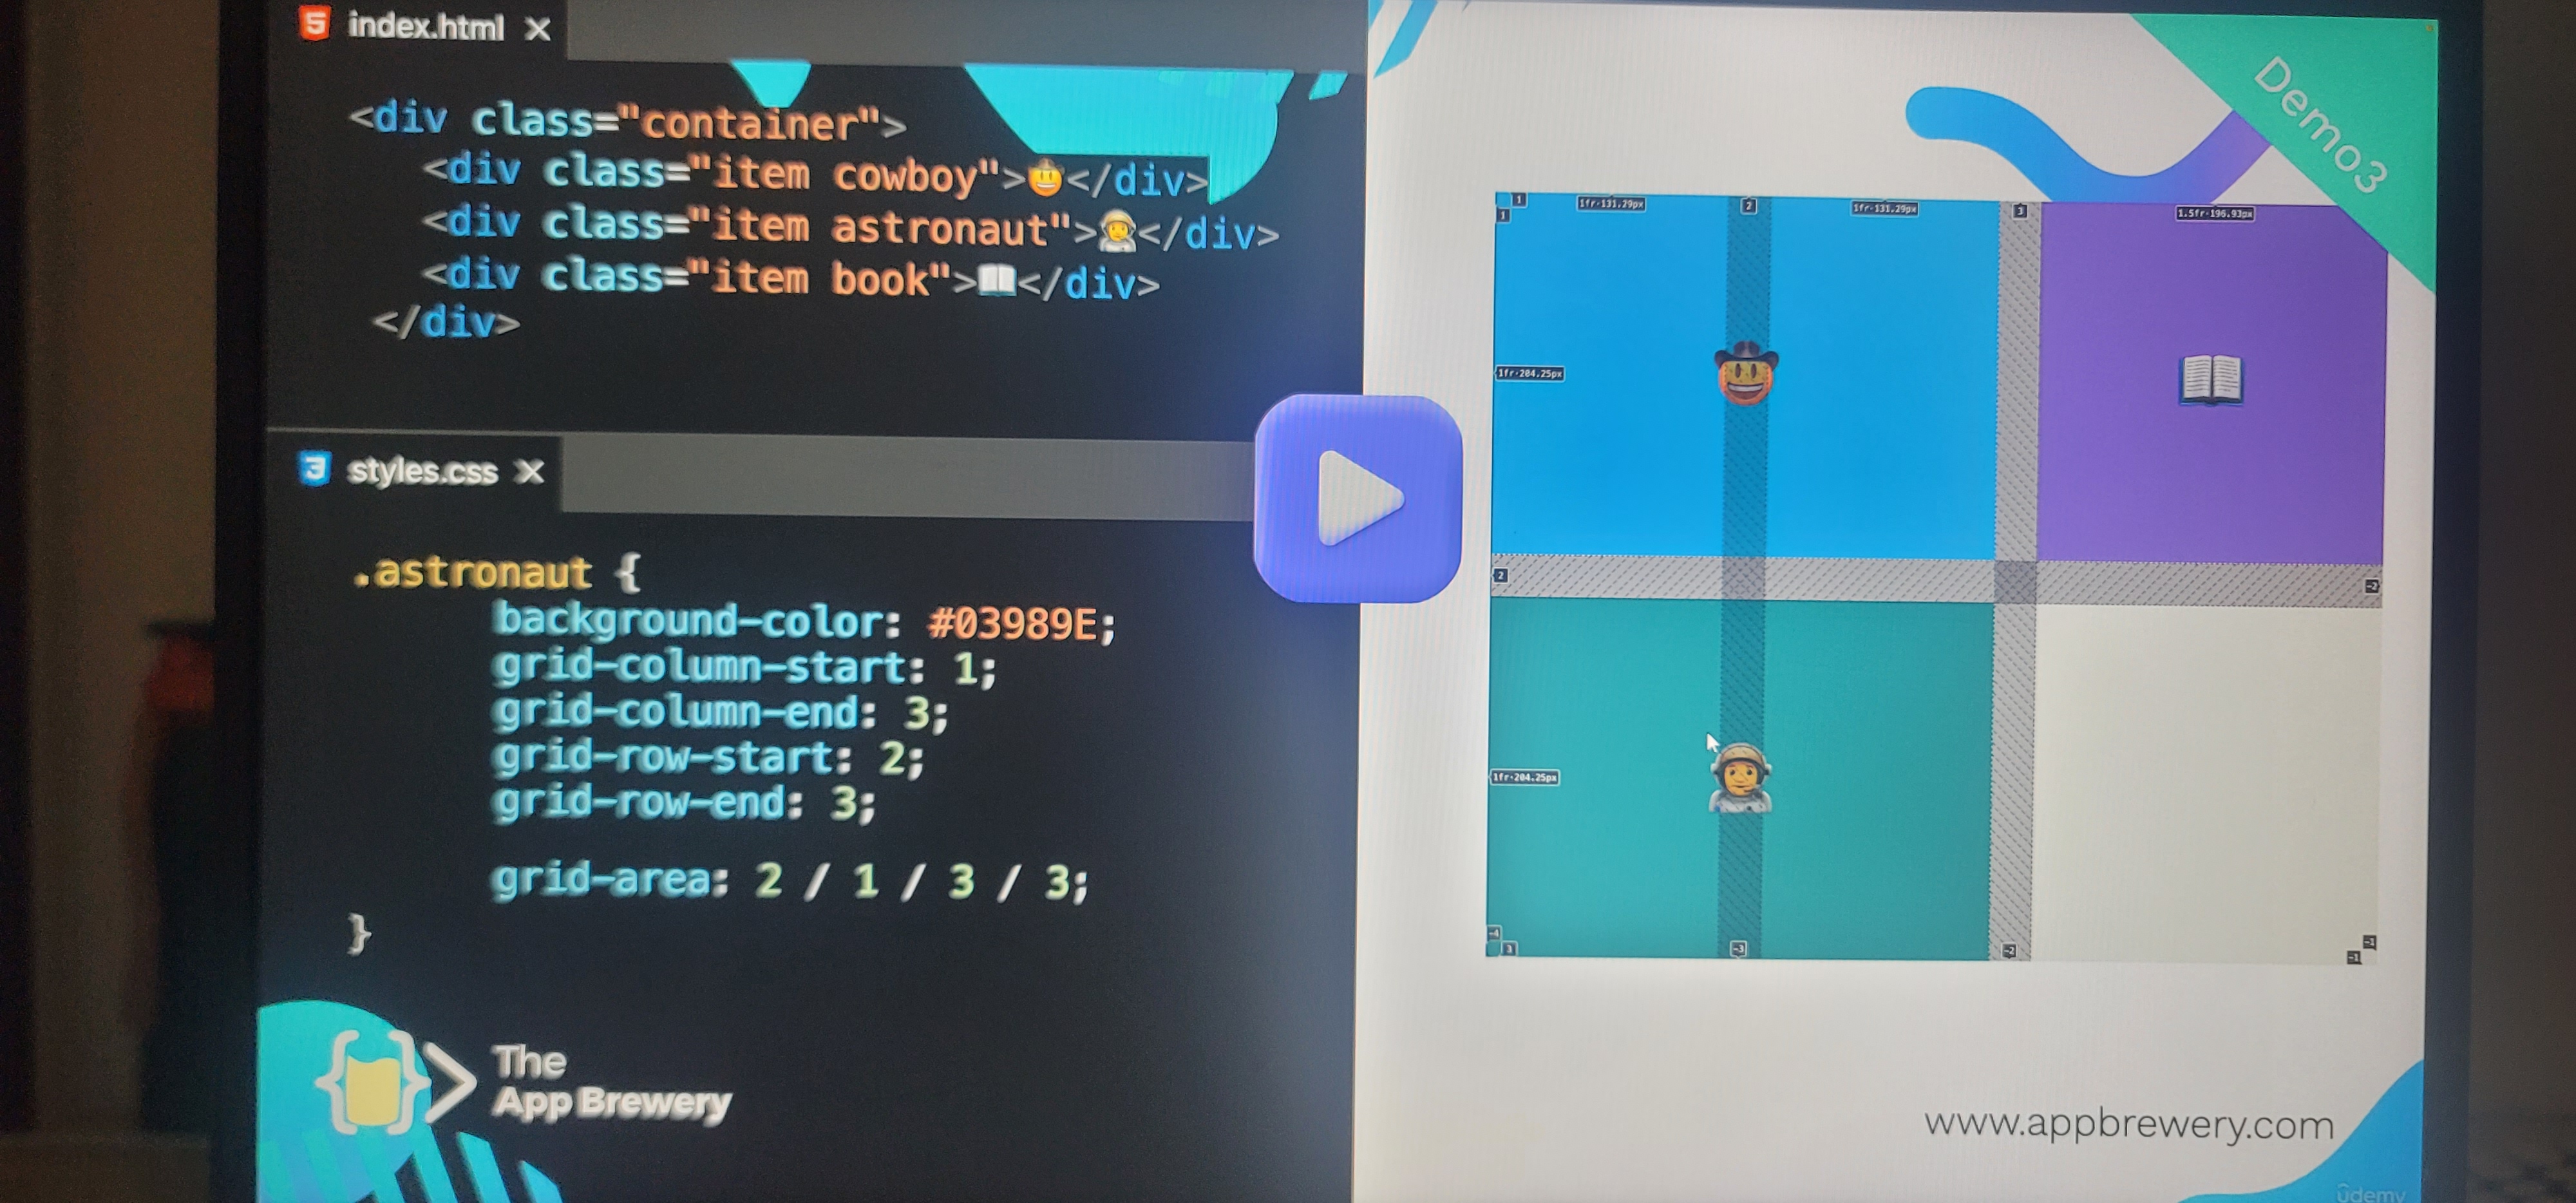 index.html X
<div class="container">
<div class="item cowboy">🤠</div>
<div class="item astronaut">🧑‍🚀</div>
<div class="item book">📖</div>
</div>
styles.css X
.astronaut {
background-color: #03989E;
grid-column-start: 1;
grid-column-end: 3;
grid-row-start: 2;
grid-row-end: 3;
grid-area: 2 / 1 / 3 / 3;
}
The
App Brewery
Demo3
1
1
1fr·131.29px
2
1fr·131.29px
3
1.5fr·196.93px
1fr·204.25px
2
-2
1fr·204.25px
-4
3
-3
-2
-1
-1
www.appbrewery.com
ûdemy